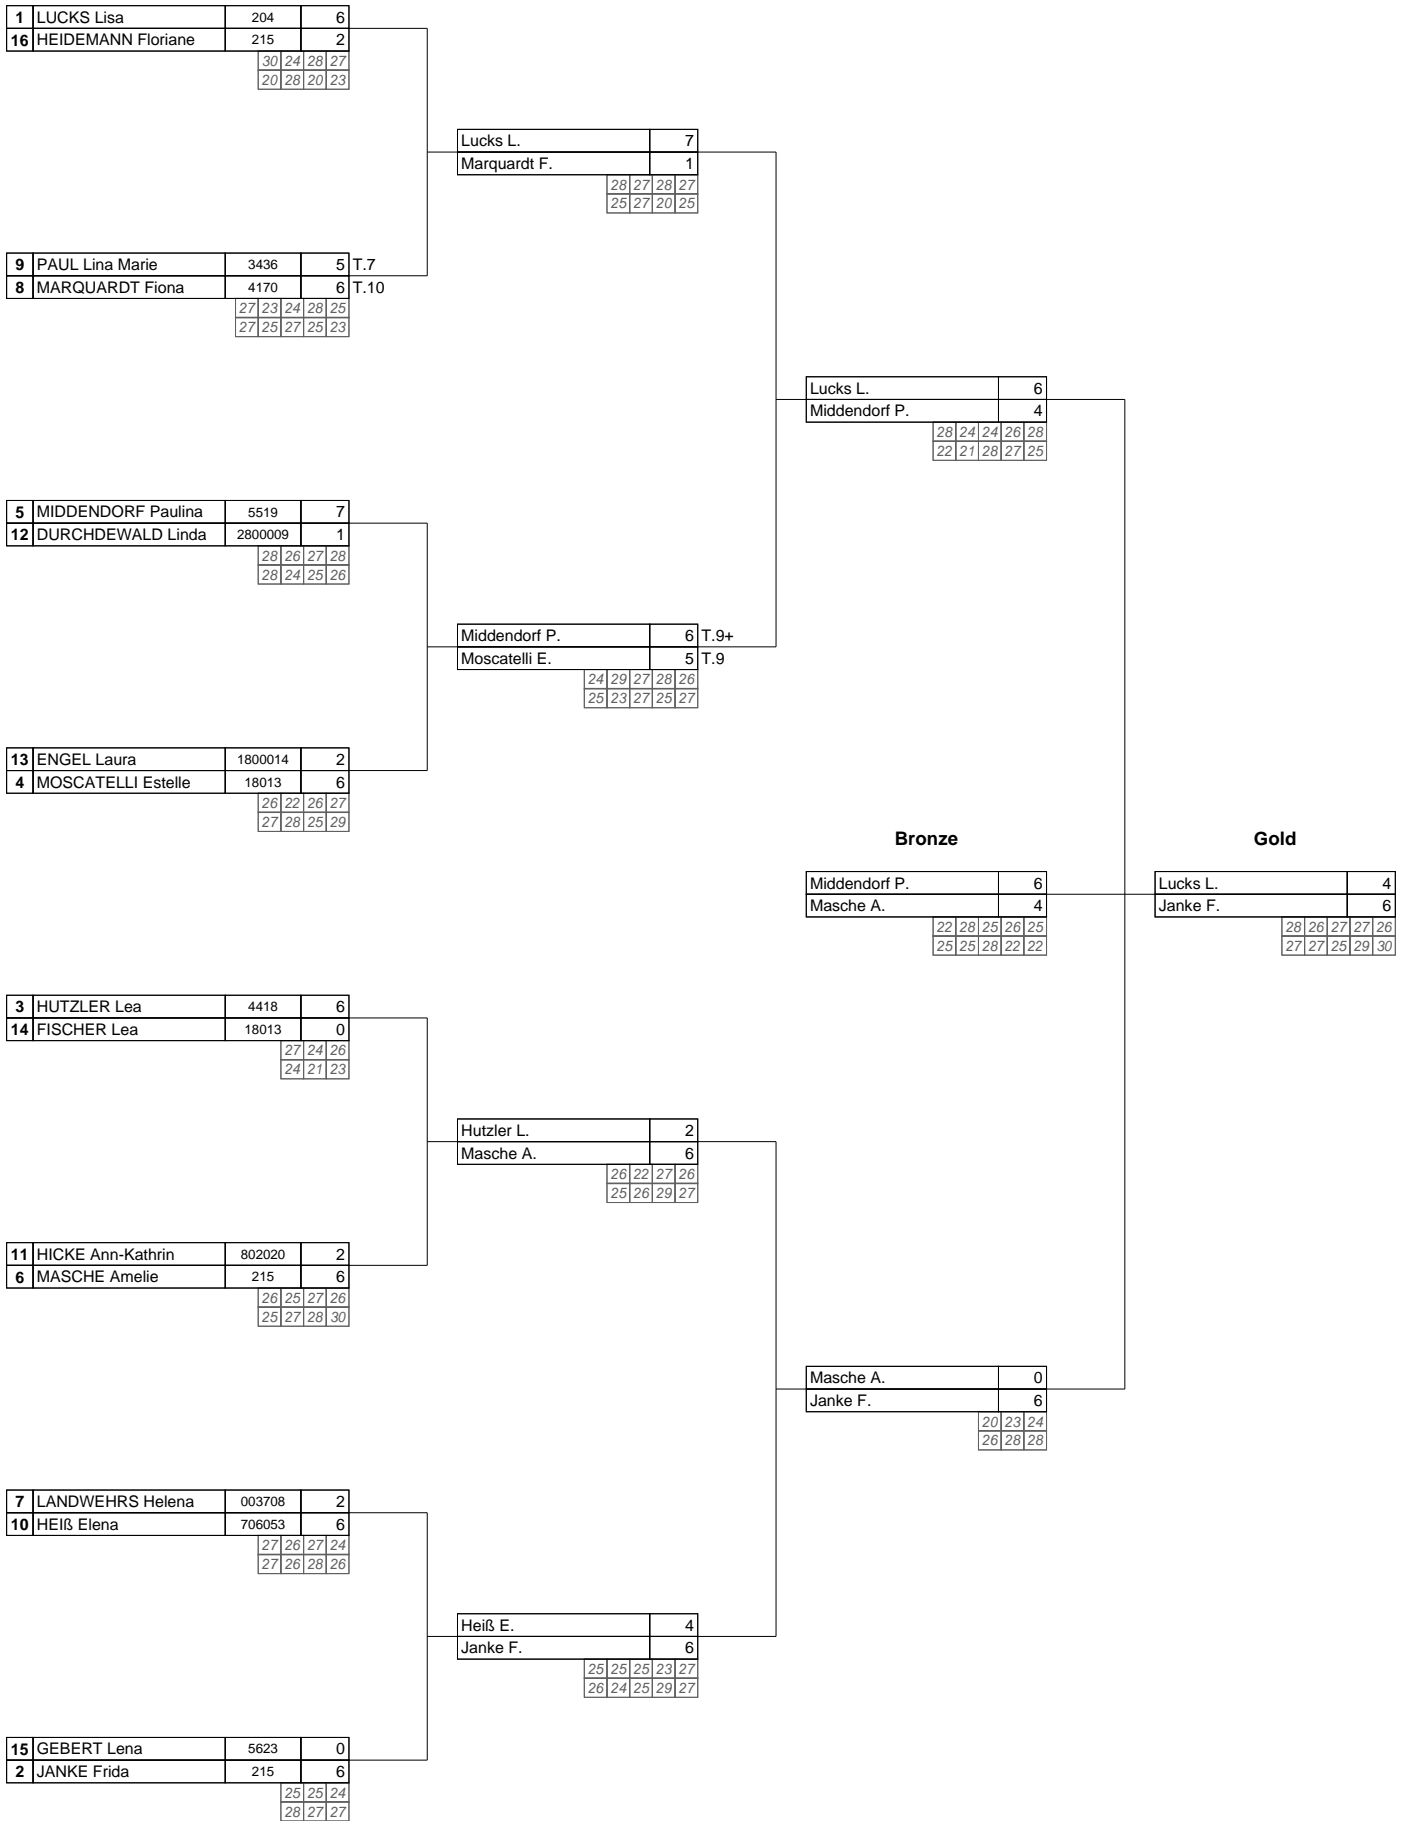 1 LUCKS Lisa 204 6
16 HEIDEMANN Floriane 215 2
30 24 28 27
20 28 20 23
Lucks L. 7
Marquardt F. 1
28 27 28 27
25 27 20 25
9 PAUL Lina Marie 3436 5 T.7
8 MARQUARDT Fiona 4170 6 T.10
27 23 24 28 25
27 25 27 25 23
Lucks L. 6
Middendorf P. 4
28 24 24 26 28
22 21 28 27 25
5 MIDDENDORF Paulina 5519 7
12 DURCHDEWALD Linda 2800009 1
28 26 27 28
28 24 25 26
Middendorf P. 6 T.9+
Moscatelli E. 5 T.9
24 29 27 28 26
25 23 27 25 27
13 ENGEL Laura 1800014 2
4 MOSCATELLI Estelle 18013 6
26 22 26 27
27 28 25 29
Bronze Gold
Middendorf P. 6 Lucks L. 4
Masche A. 4 Janke F. 6
22 28 25 26 25 28 26 27 27 26
25 25 28 22 22 27 27 25 29 30
3 HUTZLER Lea 4418 6
14 FISCHER Lea 18013 0
27 24 26
24 21 23
Hutzler L. 2
Masche A. 6
26 22 27 26
25 26 29 27
11 HICKE Ann-Kathrin 802020 2
6 MASCHE Amelie 215 6
26 25 27 26
25 27 28 30
Masche A. 0
Janke F. 6
20 23 24
26 28 28
7 LANDWEHRS Helena 003708 2
10 HEIß Elena 706053 6
27 26 27 24
27 26 28 26
Heiß E. 4
Janke F. 6
25 25 25 23 27
26 24 25 29 27
15 GEBERT Lena 5623 0
2 JANKE Frida 215 6
25 25 24
28 27 27